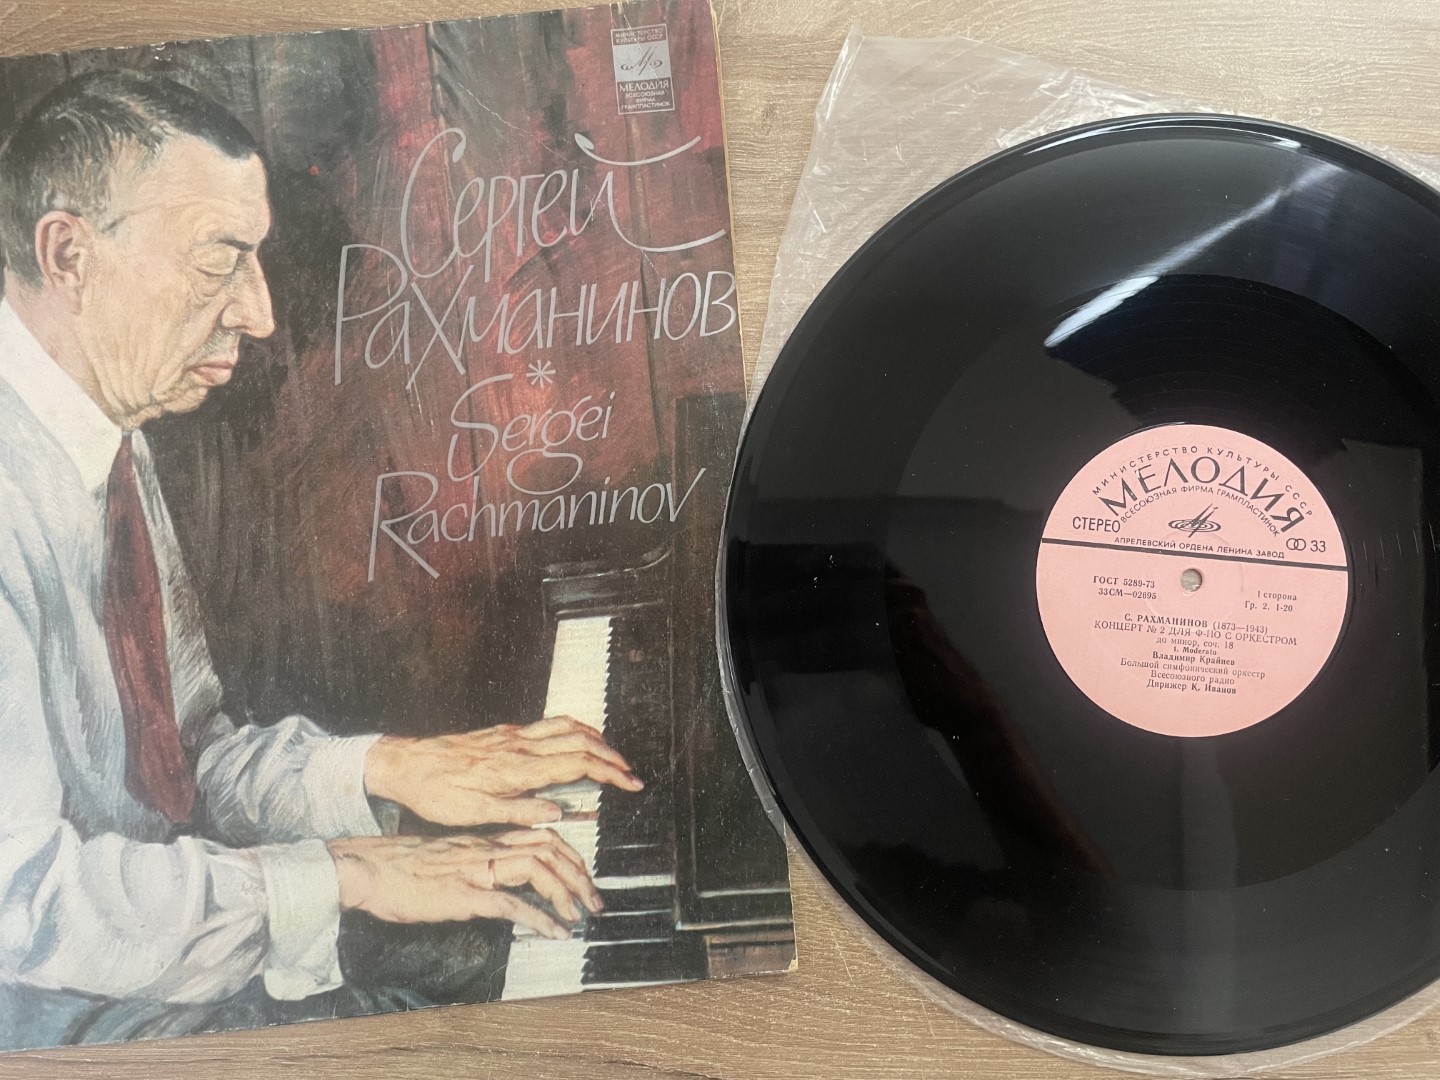 МИНИСТЕРСТВО
КУЛЬТУРЫ СССР
МЕЛОДИЯ
ВСЕСОЮЗНАЯ
ФИРМА
ГРАМПЛАСТИНОК
Сергей
Рахманинов
*
Sergei
Rachmaninov
МИНИСТЕРСТВО КУЛЬТУРЫ СССР
МЕЛОДИЯ
ВСЕСОЮЗНАЯ ФИРМА ГРАМПЛАСТИНОК
СТЕРЕО
33
АПРЕЛЕВСКИЙ ОРДЕНА ЛЕНИНА ЗАВОД
ГОСТ 5289-73
33СМ—02695
1 сторона
Гр. 2. 1-20
С. РАХМАНИНОВ (1873—1943)
КОНЦЕРТ № 2 ДЛЯ Ф-ПО С ОРКЕСТРОМ
до минор, соч. 18
1. Moderato
Владимир Крайнев
Большой симфонический оркестр
Всесоюзного радио
Дирижер К. Иванов